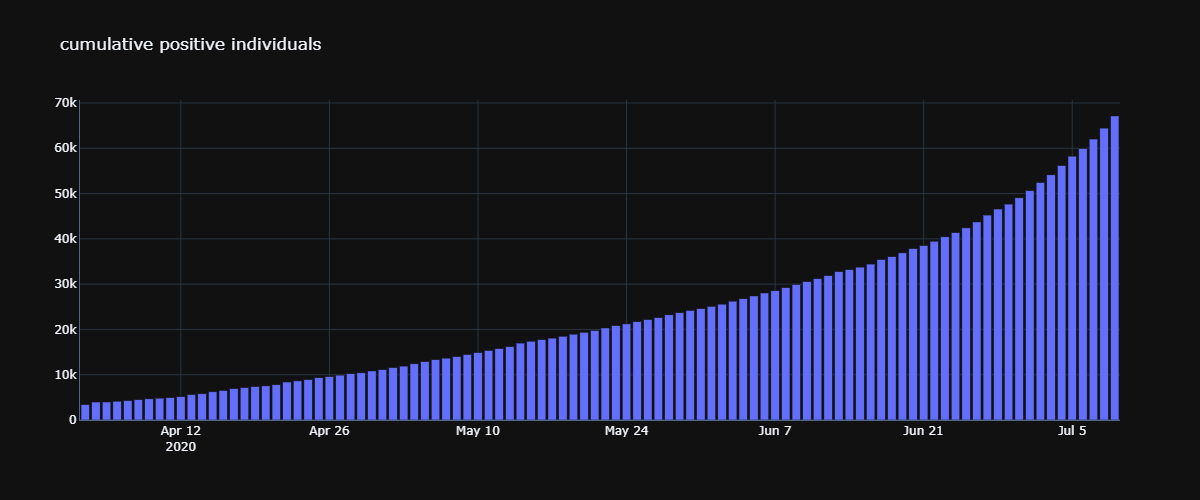 cumulative positive individuals
70k
60k
50k
40k
30k
20k
10k
0
Apr 12 Apr 26 May 10 May 24 Jun 7 Jun 21 Jul 5
2020